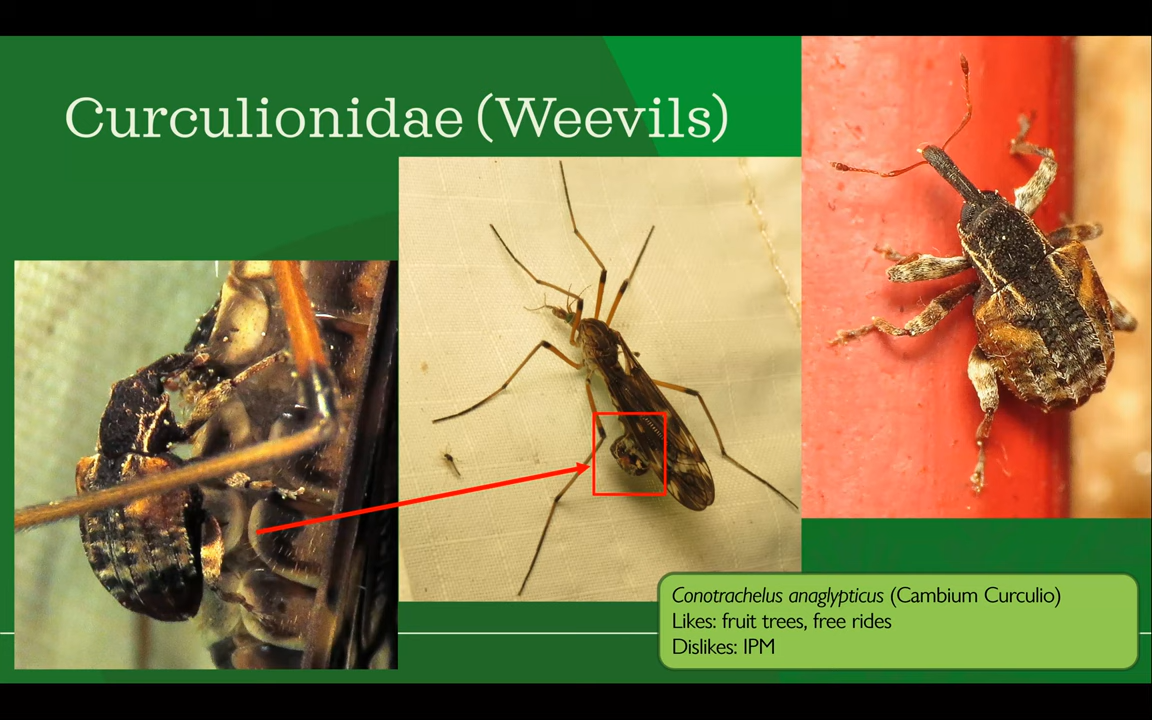 Curculionidae (Weevils)
Conotrachelus anaglypticus (Cambium Curculio)
Likes: fruit trees, free rides
Dislikes: IPM